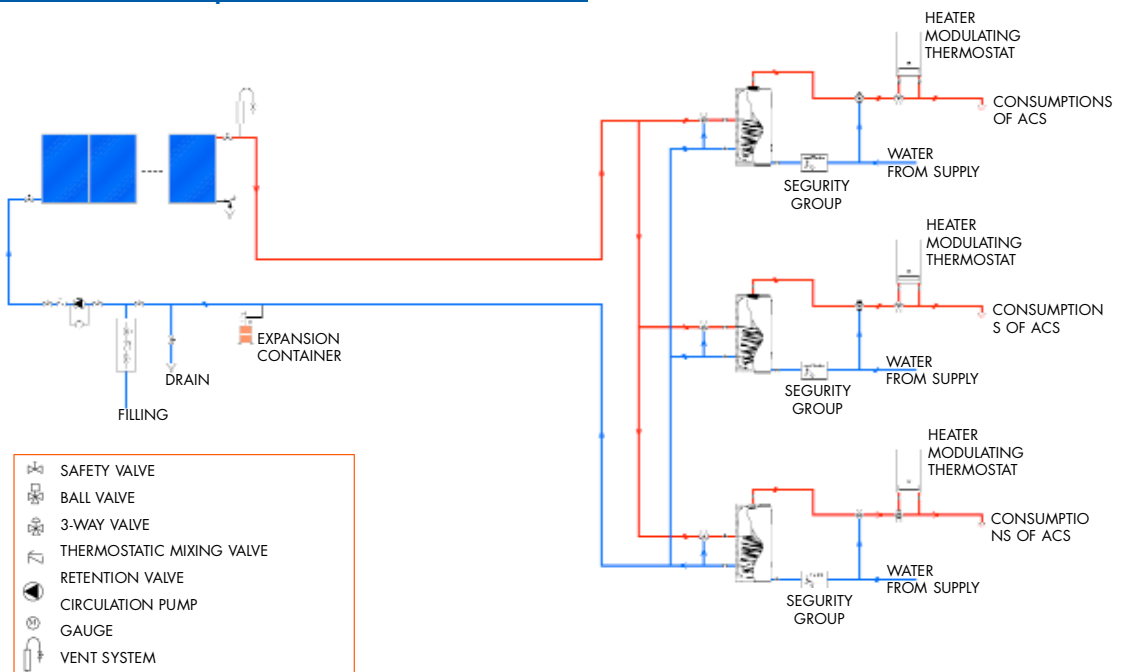 HEATER
MODULATING
THERMOSTAT
CONSUMPTIONS
OF ACS
WATER
FROM SUPPLY
SEGURITY
GROUP
HEATER
MODULATING
THERMOSTAT
CONSUMPTION
S OF ACS
WATER
FROM SUPPLY
SEGURITY
GROUP
EXPANSION
CONTAINER
DRAIN
FILLING
HEATER
MODULATING
THERMOSTAT
CONSUMPTIO
NS OF ACS
WATER
FROM SUPPLY
SEGURITY
GROUP
SAFETY VALVE
BALL VALVE
3-WAY VALVE
THERMOSTATIC MIXING VALVE
RETENTION VALVE
CIRCULATION PUMP
GAUGE
VENT SYSTEM